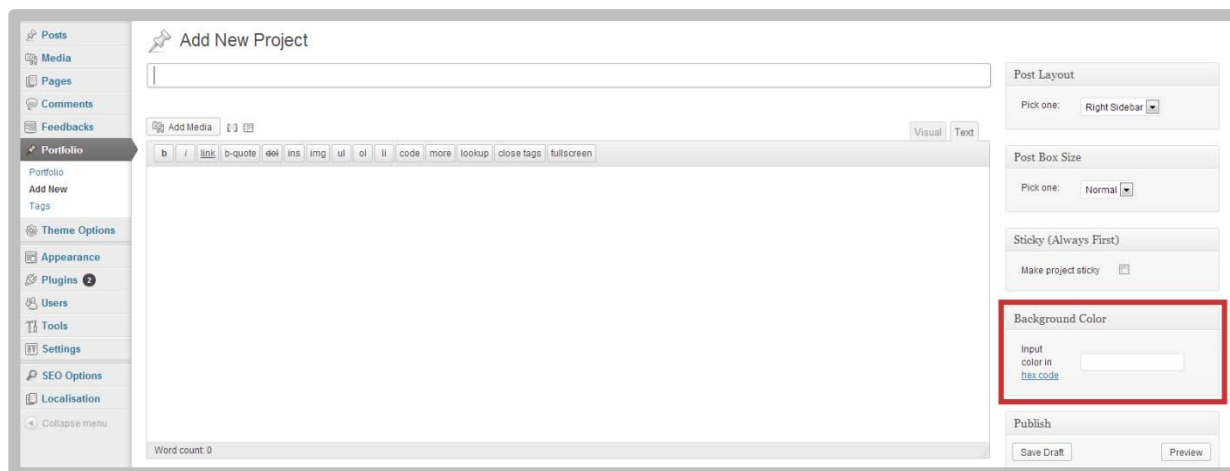 Posts
Media
Pages
Comments
Feedbacks
Portfolio
Portfolio
Add New
Tags
Theme Options
Appearance
Plugins 2
Users
Tools
Settings
SEO Options
Localisation
Collapse menu
Add New Project
Add Media
Visual Text
b i link b-quote del ins img ul ol li code more lookup close tags fullscreen
Word count: 0
Post Layout
Pick one: Right Sidebar
Post Box Size
Pick one: Normal
Sticky (Always First)
Make project sticky
Background Color
Input
color in
hex code
Publish
Save Draft Preview